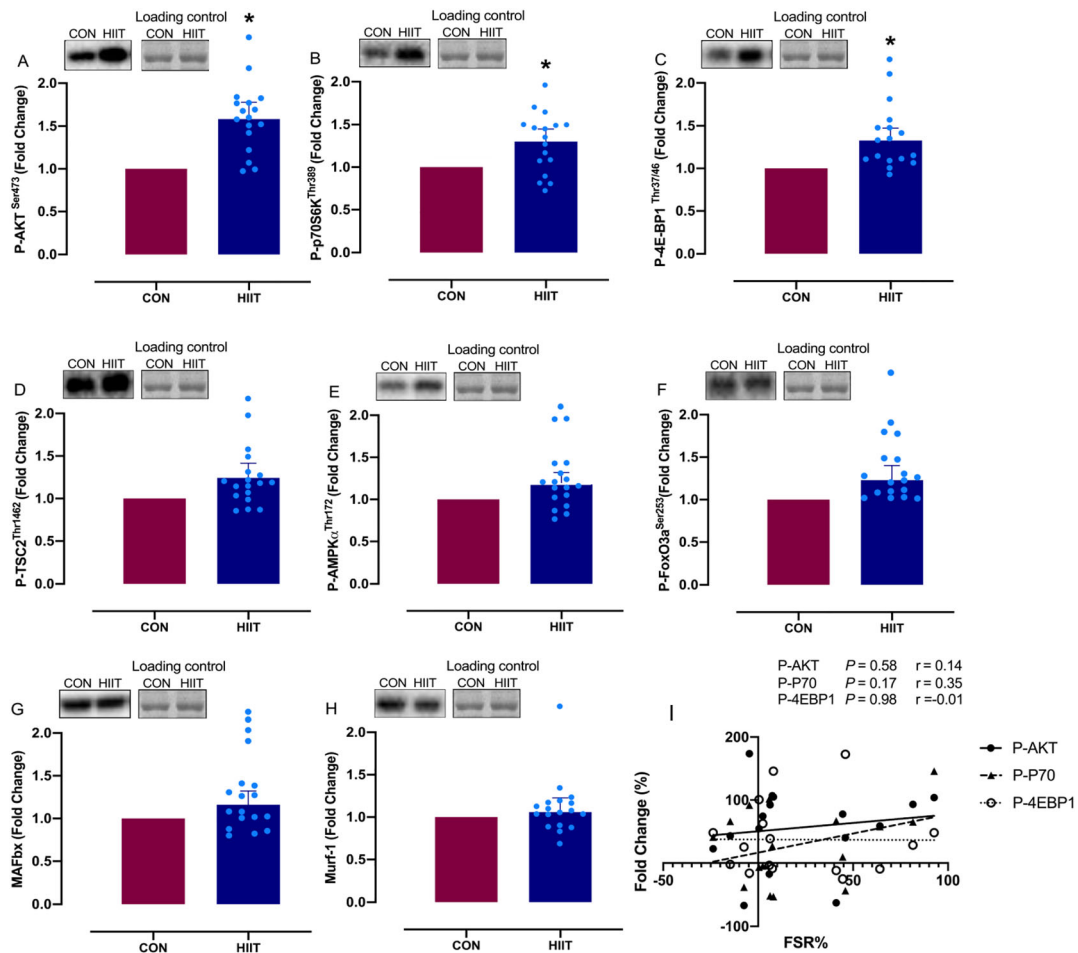 Loading control
CON HIIT CON HIIT
*
A
P-AKT Ser473 (Fold Change)
2.0
1.5
1.0
0.5
0.0
CON HIIT
Loading control
CON HIIT CON HIIT
*
B
P-p70S6KThr389 (Fold Change)
2.0
1.5
1.0
0.5
0.0
CON HIIT
Loading control
CON HIIT CON HIIT
*
C
P-4E-BP1 Thr37/46 (Fold Change)
2.0
1.5
1.0
0.5
0.0
CON HIIT
Loading control
CON HIIT CON HIIT
D
P-TSC2Thr1462 (Fold Change)
2.0
1.5
1.0
0.5
0.0
CON HIIT
Loading control
CON HIIT CON HIIT
E
P-AMPKαThr172 (Fold Change)
2.0
1.5
1.0
0.5
0.0
CON HIIT
Loading control
CON HIIT CON HIIT
F
P-FoxO3aSer253(Fold Change)
2.0
1.5
1.0
0.5
0.0
CON HIIT
Loading control
CON HIIT CON HIIT
G
MAFbx (Fold Change)
2.0
1.5
1.0
0.5
0.0
CON HIIT
Loading control
CON HIIT CON HIIT
H
Murf-1 (Fold Change)
2.0
1.5
1.0
0.5
0.0
CON HIIT
P-AKT P = 0.58 r = 0.14
P-P70 P = 0.17 r = 0.35
P-4EBP1 P = 0.98 r =-0.01
I
Fold Change (%)
200
100
0
-100
-50 0 50 100
FSR%
P-AKT
P-P70
P-4EBP1